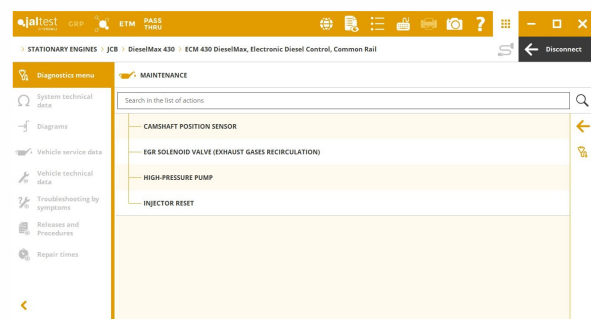 jaltest GRP ETM PASS THRU
STATIONARY ENGINES > JCB > DieselMax 430 > ECM 430 DieselMax, Electronic Diesel Control, Common Rail
Disconnect
Diagnostics menu
MAINTENANCE
System technical data
Search in the list of actions
Diagrams
CAMSHAFT POSITION SENSOR
Vehicle service data
EGR SOLENOID VALVE (EXHAUST GASES RECIRCULATION)
Vehicle technical data
HIGH-PRESSURE PUMP
Troubleshooting by symptoms
INJECTOR RESET
Releases and Procedures
Repair times